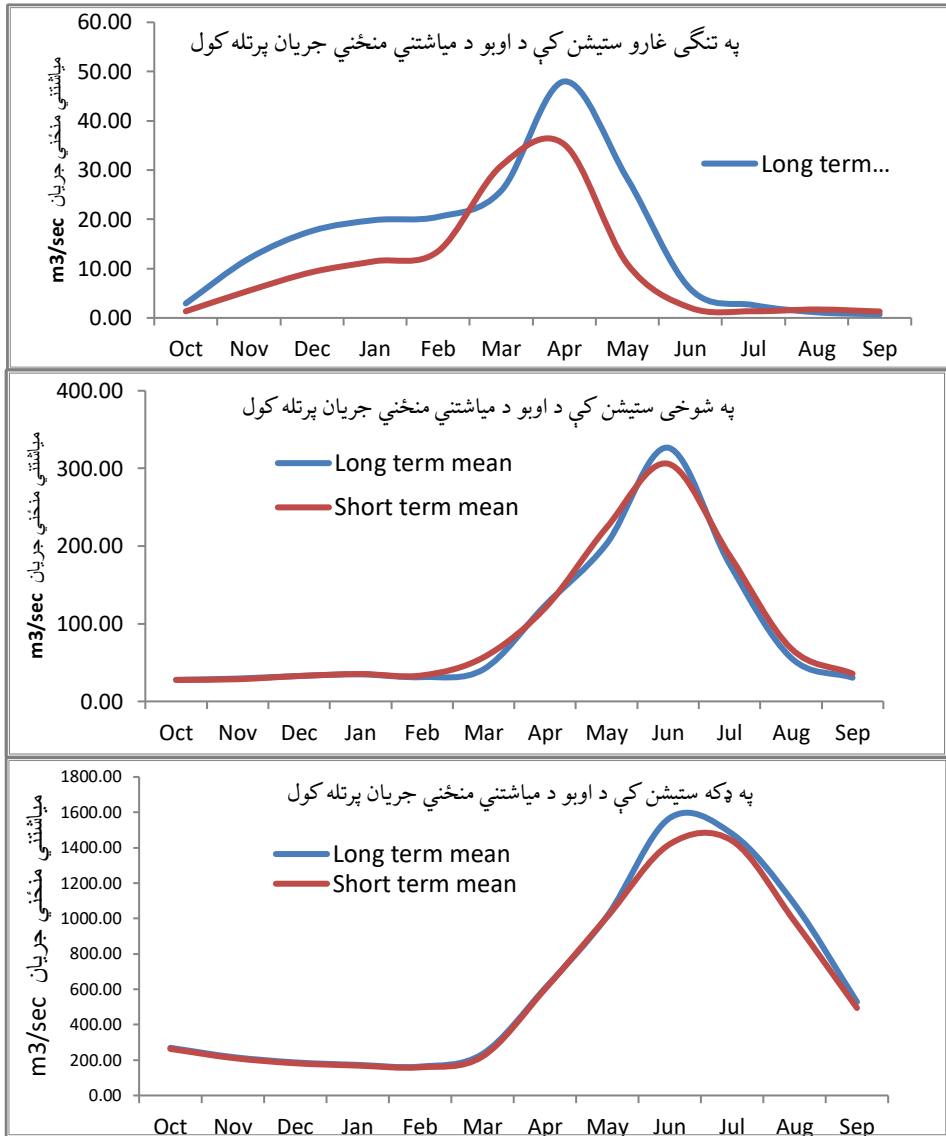 په تنگی غارو ستیشن کې د اوبو د میاشتني منځني جریان پرتله کول
میاشتني منځني جریان m3/sec
60.00
50.00
40.00
30.00
20.00
10.00
0.00
Long term...
Oct Nov Dec Jan Feb Mar Apr May Jun Jul Aug Sep
په شوخی ستیشن کې د اوبو د میاشتني منځني جریان پرتله کول
میاشتني منځني جریان m3/sec
400.00
300.00
200.00
100.00
0.00
Long term mean
Short term mean
Oct Nov Dec Jan Feb Mar Apr May Jun Jul Aug Sep
په ډکه ستیشن کې د اوبو د میاشتني منځني جریان پرتله کول
میاشتني منځني جریان m3/sec
1800.00
1600.00
1400.00
1200.00
1000.00
800.00
600.00
400.00
200.00
0.00
Long term mean
Short term mean
Oct Nov Dec Jan Feb Mar Apr May Jun Jul Aug Sep